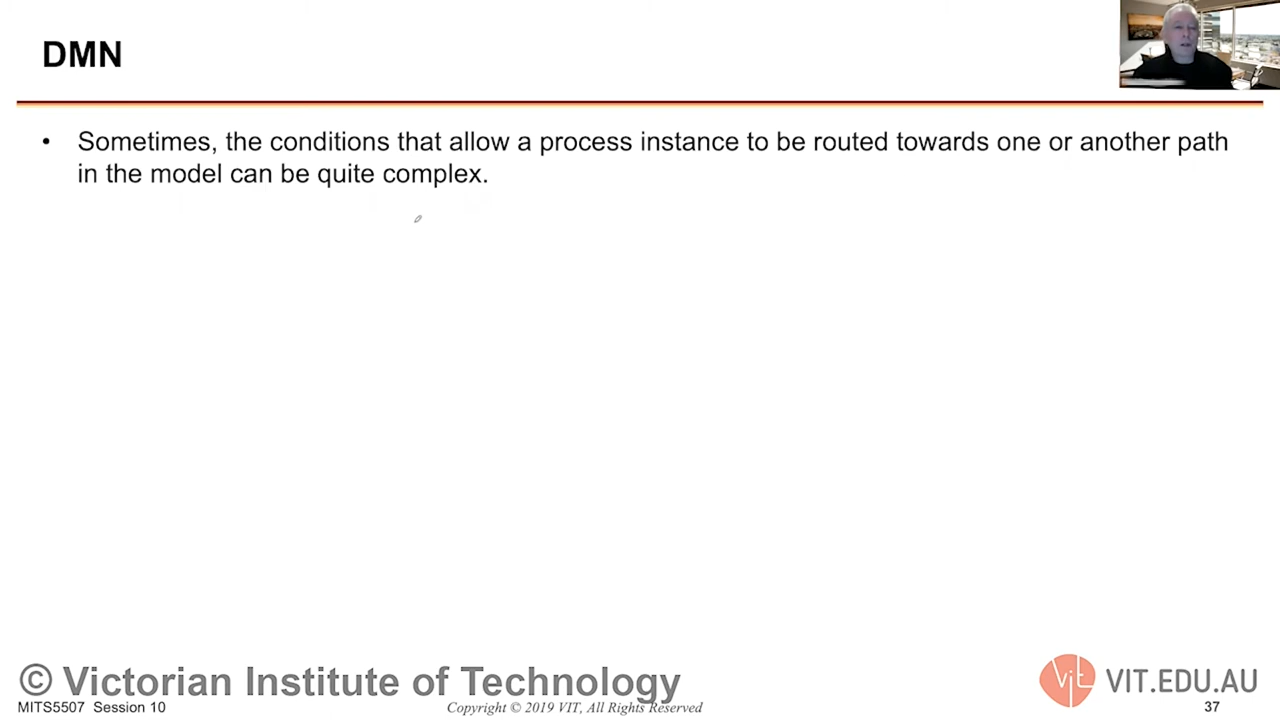 DMN
• Sometimes, the conditions that allow a process instance to be routed towards one or another path
in the model can be quite complex.
© Victorian Institute of Technology
MITS5507 Session 10
Copyright © 2019 VIT, All Rights Reserved
vit VIT.EDU.AU
37